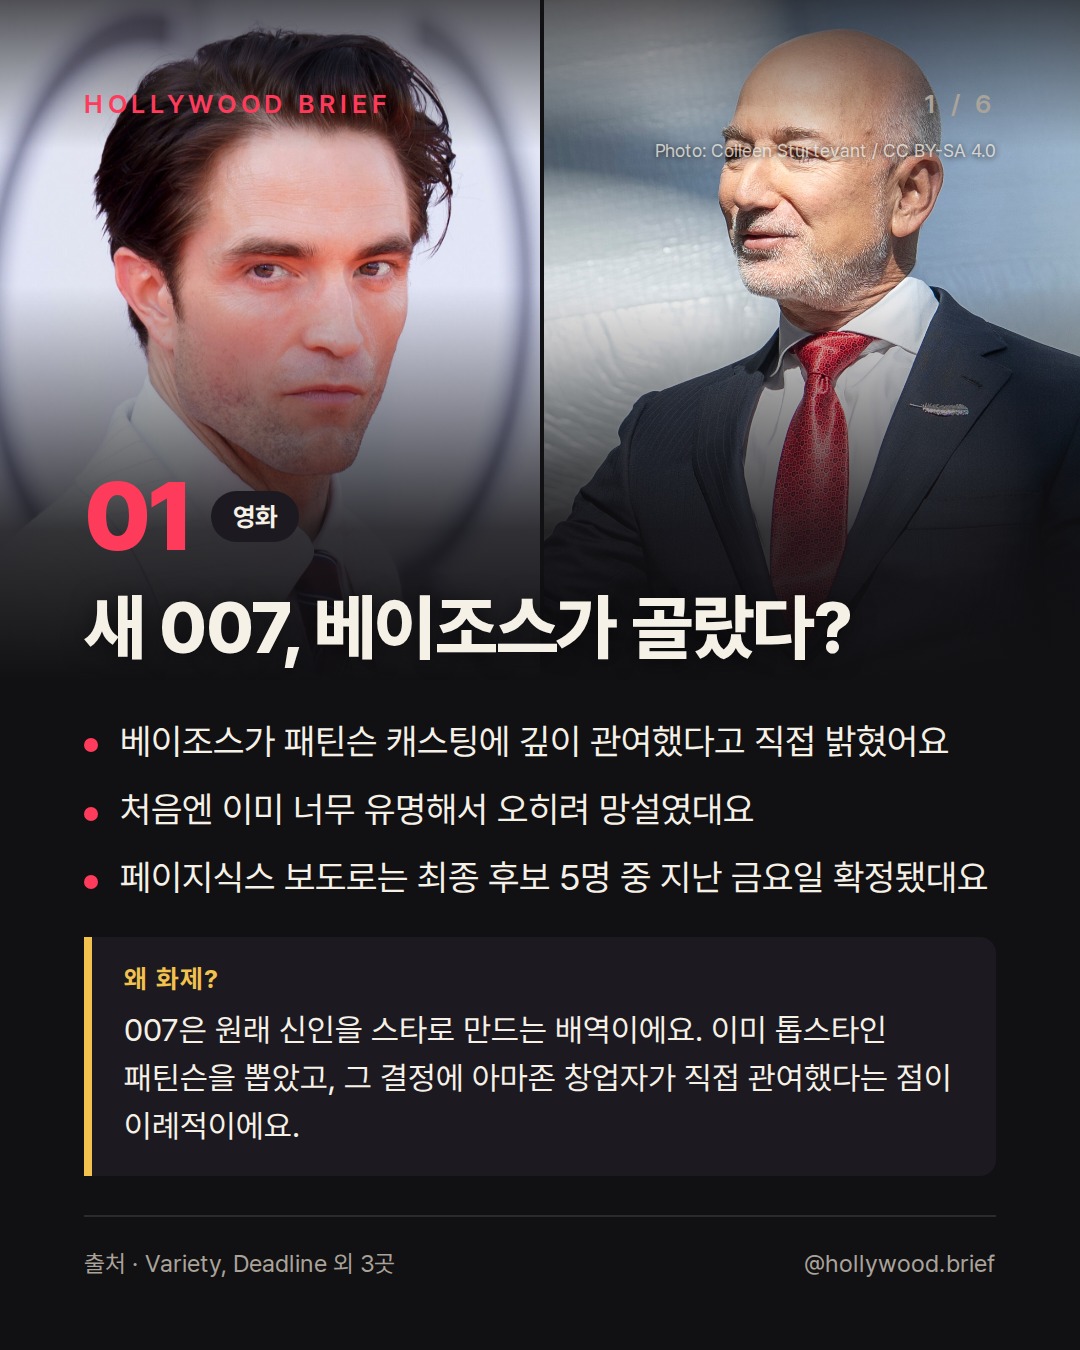 HOLLYWOOD BRIEF
1 / 6
Photo: Colleen Sturtevant / CC BY-SA 4.0
01
영화
새 007, 베이조스가 골랐다?
베이조스가 패틴슨 캐스팅에 깊이 관여했다고 직접 밝혔어요
처음엔 이미 너무 유명해서 오히려 망설였대요
페이지식스 보도로는 최종 후보 5명 중 지난 금요일 확정됐대요
왜 화제?
007은 원래 신인을 스타로 만드는 배역이에요. 이미 톱스타인
패틴슨을 뽑았고, 그 결정에 아마존 창업자가 직접 관여했다는 점이
이례적이에요.
출처 · Variety, Deadline 외 3곳
@hollywood.brief